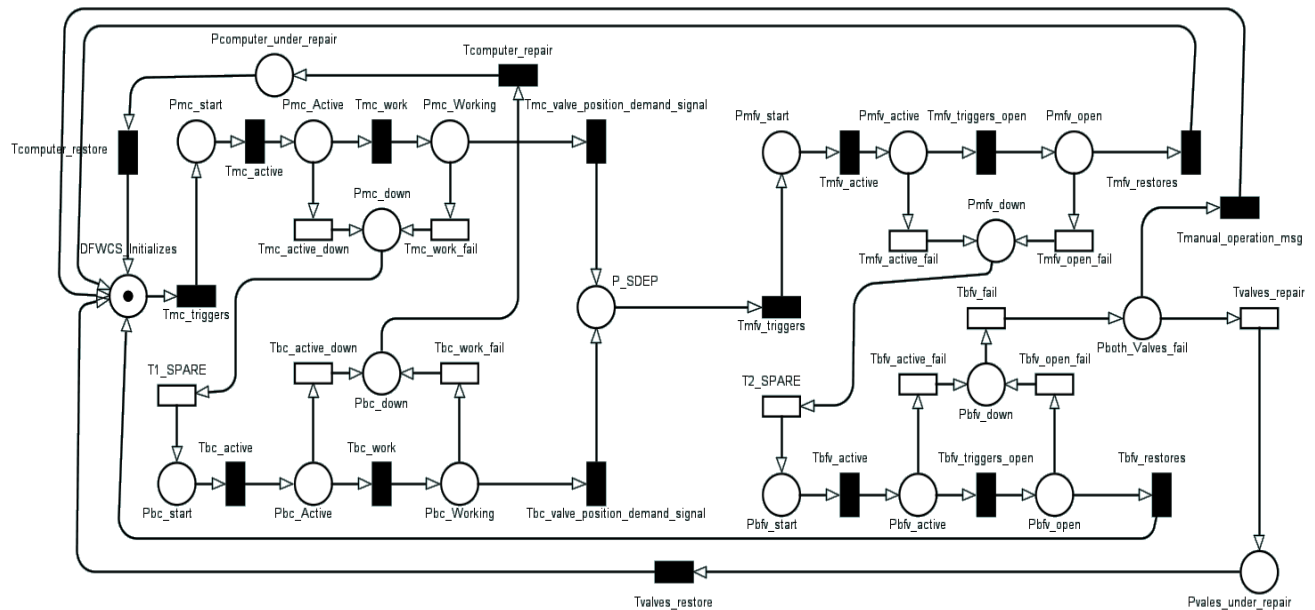 Pcomputer_under_repair
Tcomputer_repair
Pmc_start
Pmc_Active
Tmc_work
Pmc_Working
Tmc_valve_position_demand_signal
Pmfv_start
Pmfv_active
Tmfv_triggers_open
Pmfv_open
Tcomputer_restore
Tmc_active
Tmfv_active
Tmfv_restores
Pmc_down
Pmfv_down
Tmc_active_down
Tmc_work_fail
Tmfv_active_fail
Tmfv_open_fail
Tmanual_operation_msg
DFWCS_Initializes
P_SDEP
Tbfv_fail
Tvalves_repair
Tmc_triggers
Tmfv_triggers
Tbc_active_down
Tbc_work_fail
Tbfv_active_fail
Tbfv_open_fail
Pboth_Valves_fail
T1_SPARE
T2_SPARE
Pbc_down
Pbfv_down
Tbc_active
Tbc_work
Tbfv_active
Tbfv_triggers_open
Tbfv_restores
Pbc_start
Pbc_Active
Pbc_Working
Tbc_valve_position_demand_signal
Pbfv_start
Pbfv_active
Pbfv_open
Tvalves_restore
Pvales_under_repair